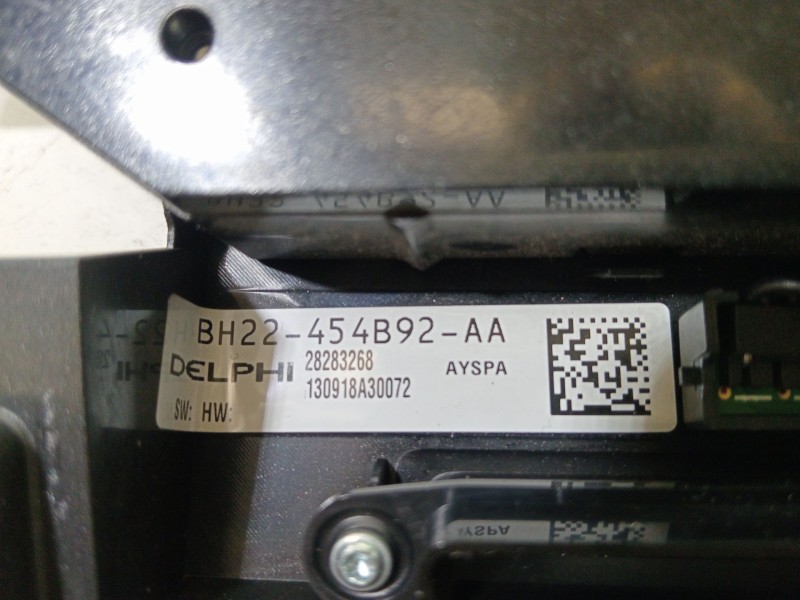 BH22-454B92-AA
DELPHI 28283268 AYSPA
130918A30072
SW: HW: